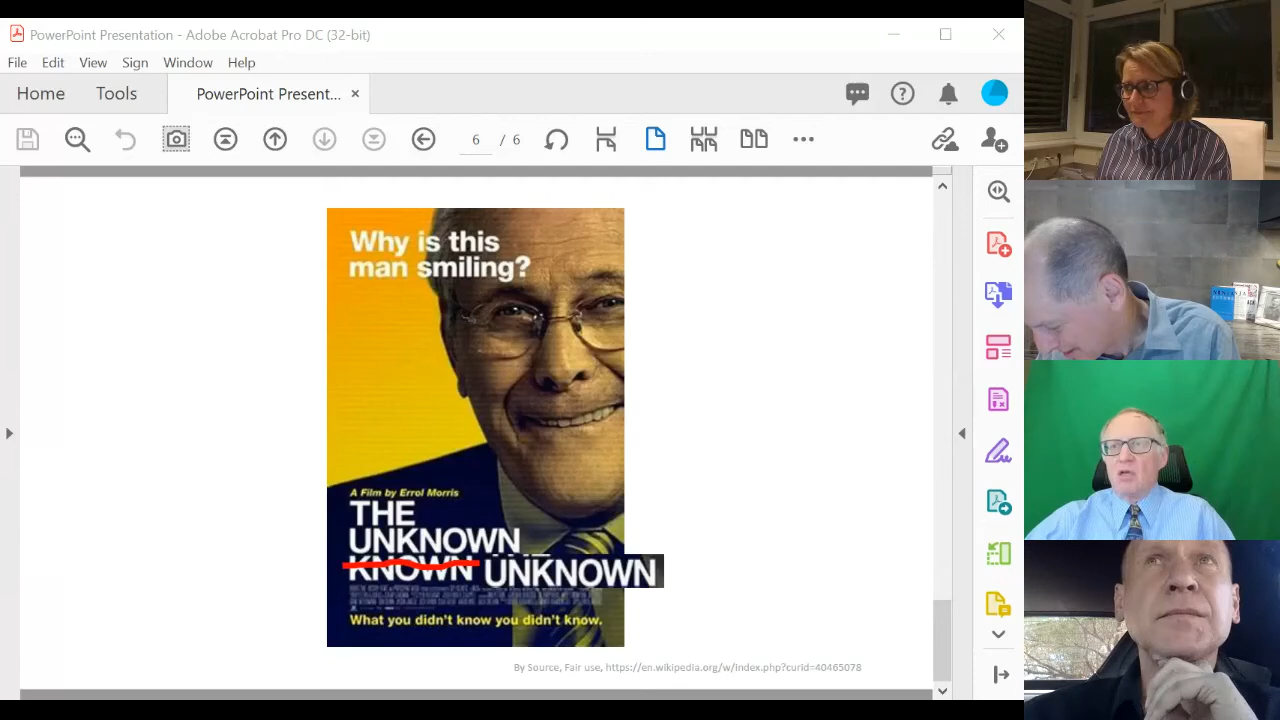 PowerPoint Presentation - Adobe Acrobat Pro DC (32-bit)
File Edit View Sign Window Help
Home Tools PowerPoint Present... ×
6 / 6
Why is this
man smiling?
A Film by Errol Morris
THE
UNKNOWN
KNOWN UNKNOWN
What you didn't know you didn't know.
By Source, Fair use, https://en.wikipedia.org/w/index.php?curid=40465078